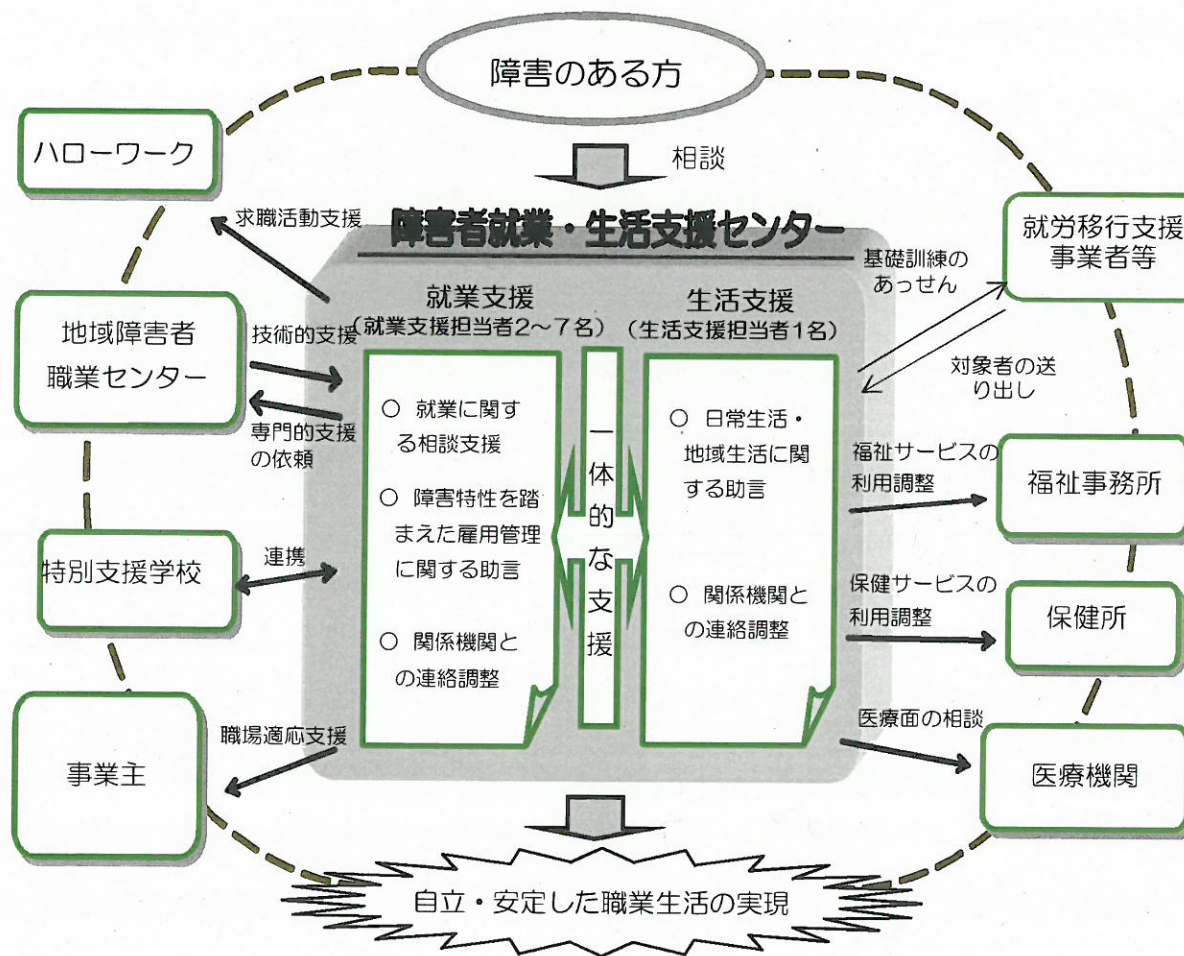 障害のある方
相談
ハローワーク
求職活動支援
障害者就業・生活支援センター
就労移行支援
事業者等
基礎訓練の
あっせん
対象者の送
り出し
地域障害者
職業センター
技術的支援
専門的支援
の依頼
就業支援
（就業支援担当者2～7名）
生活支援
（生活支援担当者1名）
○ 就業に関す
る相談支援
○ 障害特性を踏
まえた雇用管理
に関する助言
○ 関係機関と
の連絡調整
一体的な支援
○ 日常生活・
地域生活に関
する助言
○ 関係機関と
の連絡調整
福祉サービスの
利用調整
福祉事務所
特別支援学校
連携
保健サービスの
利用調整
保健所
事業主
職場適応支援
医療面の相談
医療機関
自立・安定した職業生活の実現